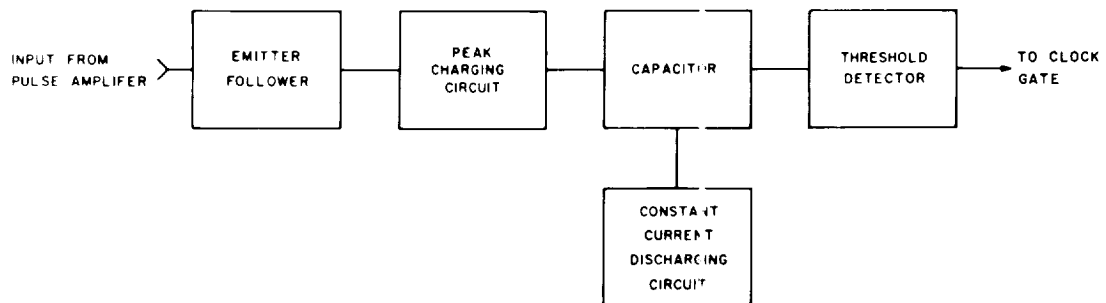 INPUT FROM
PULSE AMPLIFER
EMITTER
FOLLOWER
PEAK
CHARGING
CIRCUIT
CAPACITOR
THRESHOLD
DETECTOR
TO CLOCK
GATE
CONSTANT
CURRENT
DISCHARGING
CIRCUIT